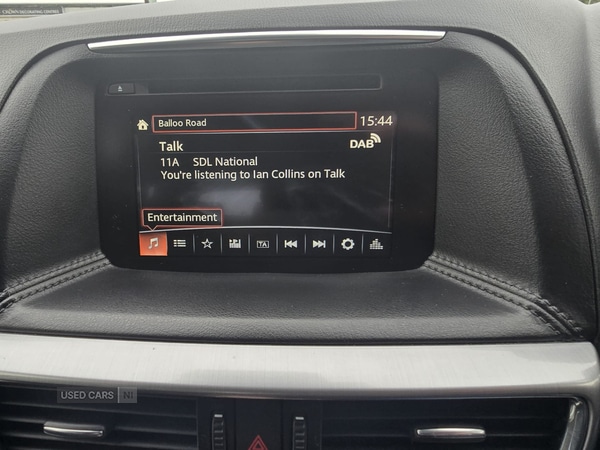 Balloo Road
15:44
Talk
DAB
11A SDL National
You're listening to Ian Collins on Talk
Entertainment
TA
USED CARS NI